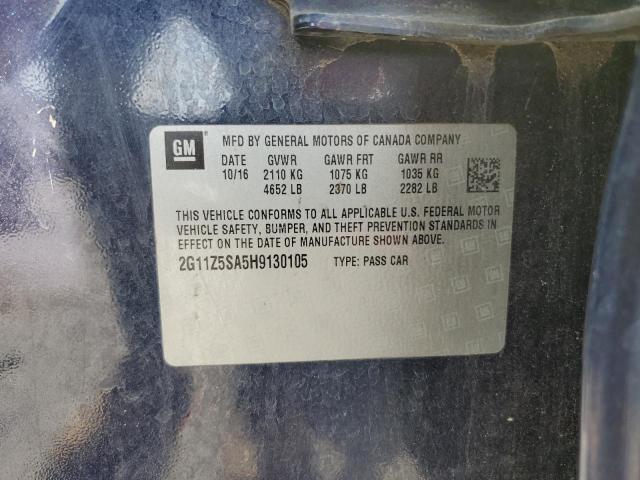 GM
MFD BY GENERAL MOTORS OF CANADA COMPANY
DATE GVWR GAWR FRT GAWR RR
10/16 2110 KG 1075 KG 1035 KG
4652 LB 2370 LB 2282 LB
THIS VEHICLE CONFORMS TO ALL APPLICABLE U.S. FEDERAL MOTOR
VEHICLE SAFETY, BUMPER, AND THEFT PREVENTION STANDARDS IN
EFFECT ON THE DATE OF MANUFACTURE SHOWN ABOVE.
2G11Z5SA5H9130105 TYPE: PASS CAR